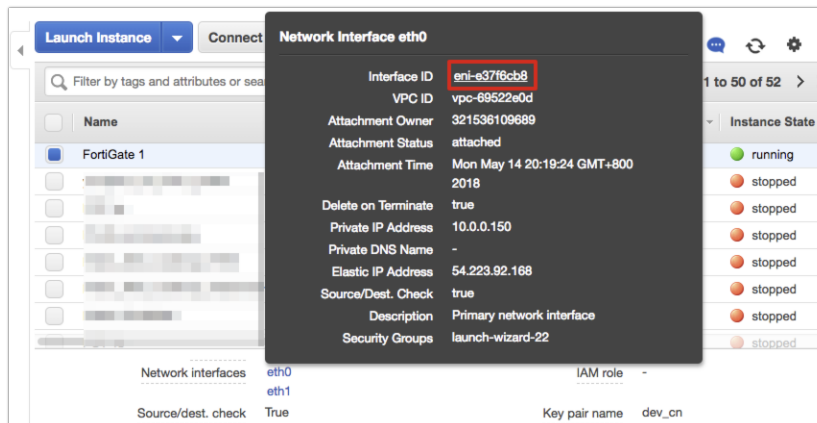 Launch Instance
Connect
Filter by tags and attributes or sea
1 to 50 of 52
Name
Instance State
FortiGate 1
running
stopped
stopped
stopped
stopped
stopped
stopped
stopped
Network Interface eth0
Interface ID eni-e37f6cb8
VPC ID vpc-69522e0d
Attachment Owner 321536109689
Attachment Status attached
Attachment Time Mon May 14 20:19:24 GMT+800
2018
Delete on Terminate true
Private IP Address 10.0.0.150
Private DNS Name -
Elastic IP Address 54.223.92.168
Source/Dest. Check true
Description Primary network interface
Security Groups launch-wizard-22
Network interfaces eth0
eth1
IAM role -
Source/dest. check True
Key pair name dev_cn